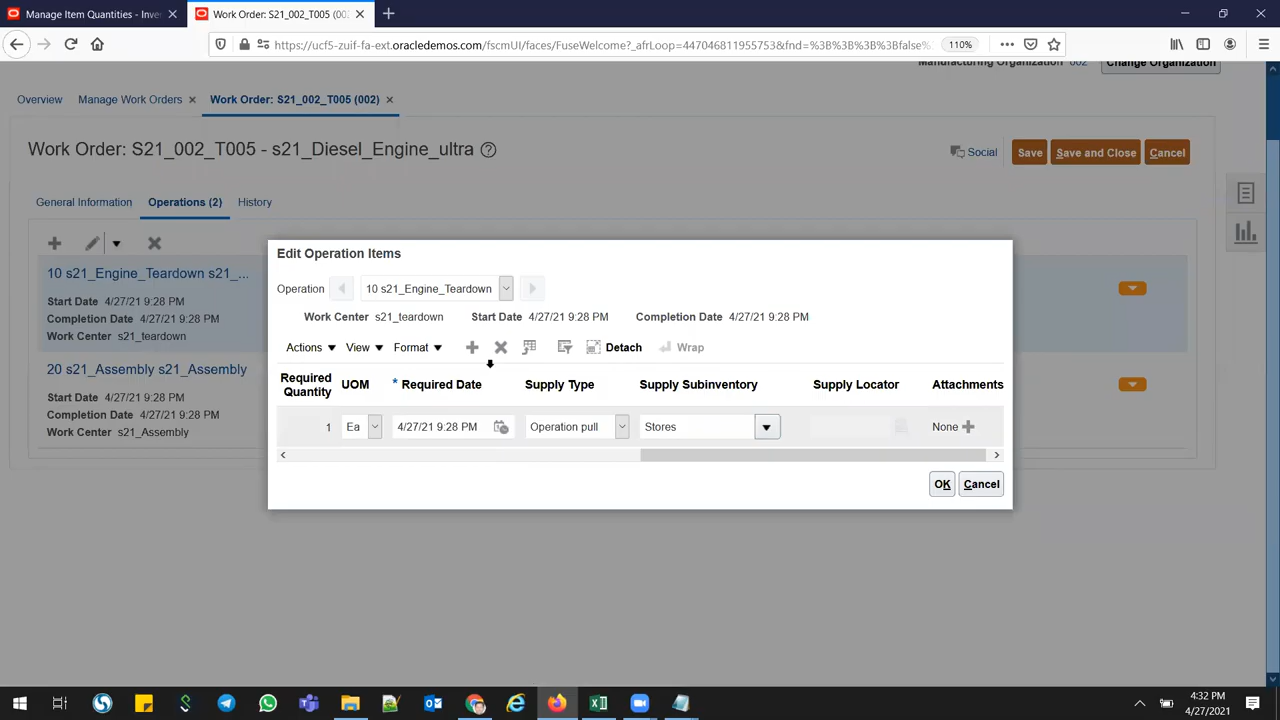 Manage Item Quantities - Inve
Work Order: S21_002_T005 (002
https://ucf5-zuif-fa-ext.oracledemos.com/fscmUI/faces/FuseWelcome?_afrLoop=447046811955753&fnd=%3B%3B%3B%3Bfalse%
110%
Manufacturing Organization 002
Change Organization
Overview
Manage Work Orders
Work Order: S21_002_T005 (002)
Work Order: S21_002_T005 - s21_Diesel_Engine_ultra
Social
Save
Save and Close
Cancel
General Information
Operations (2)
History
10 s21_Engine_Teardown s21_...
Start Date 4/27/21 9:28 PM
Completion Date 4/27/21 9:28 PM
Work Center s21_teardown
20 s21_Assembly s21_Assembly
Start Date 4/27/21 9:28 PM
Completion Date 4/27/21 9:28 PM
Work Center s21_Assembly
Edit Operation Items
Operation
10 s21_Engine_Teardown
Work Center s21_teardown
Start Date 4/27/21 9:28 PM
Completion Date 4/27/21 9:28 PM
Actions
View
Format
Detach
Wrap
Required Quantity
UOM
* Required Date
Supply Type
Supply Subinventory
Supply Locator
Attachments
1
Ea
4/27/21 9:28 PM
Operation pull
Stores
None
OK
Cancel
4:32 PM
4/27/2021